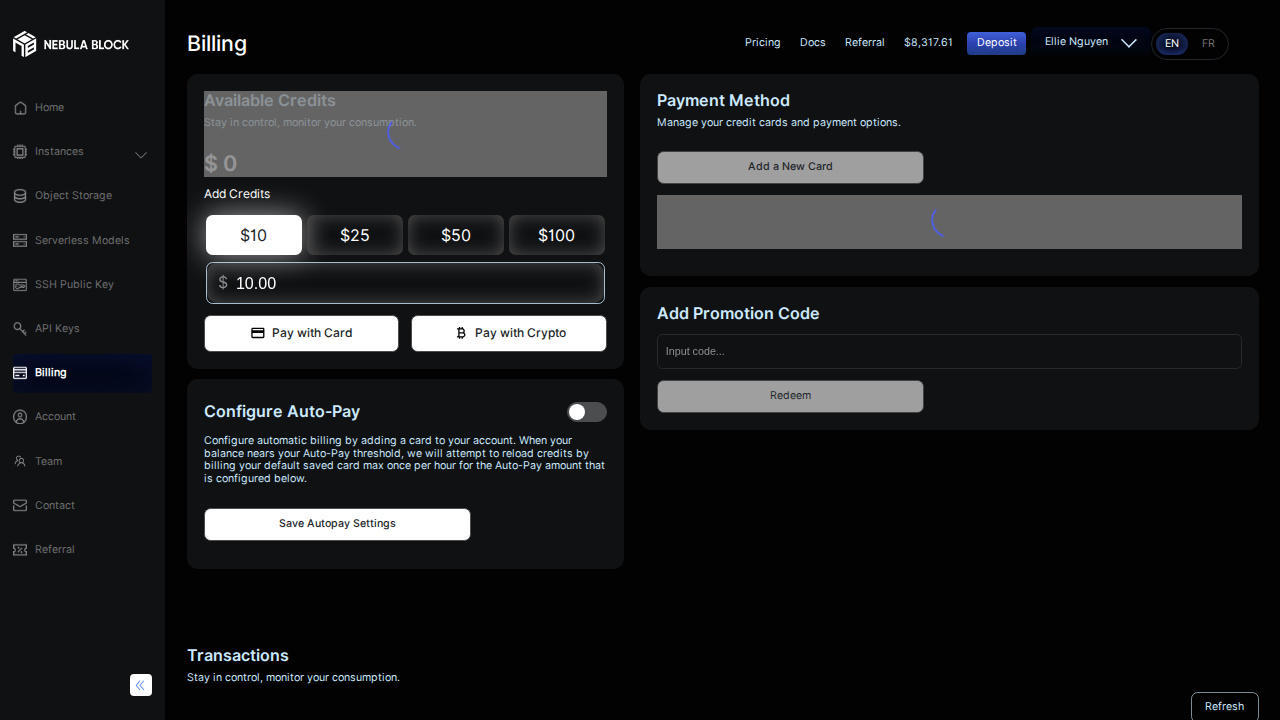 NEBULA BLOCK
Home
Instances
Object Storage
Serverless Models
SSH Public Key
API Keys
Billing
Account
Team
Contact
Referral
Billing
Pricing
Docs
Referral
$8,317.61
Deposit
Ellie Nguyen
EN
FR
Available Credits
Stay in control, monitor your consumption.
$ 0
Add Credits
$10
$25
$50
$100
$ 10.00
Pay with Card
Pay with Crypto
Configure Auto-Pay
Configure automatic billing by adding a card to your account. When your
balance nears your Auto-Pay threshold, we will attempt to reload credits by
billing your default saved card max once per hour for the Auto-Pay amount that
is configured below.
Save Autopay Settings
Payment Method
Manage your credit cards and payment options.
Add a New Card
Add Promotion Code
Input code...
Redeem
Transactions
Stay in control, monitor your consumption.
Refresh